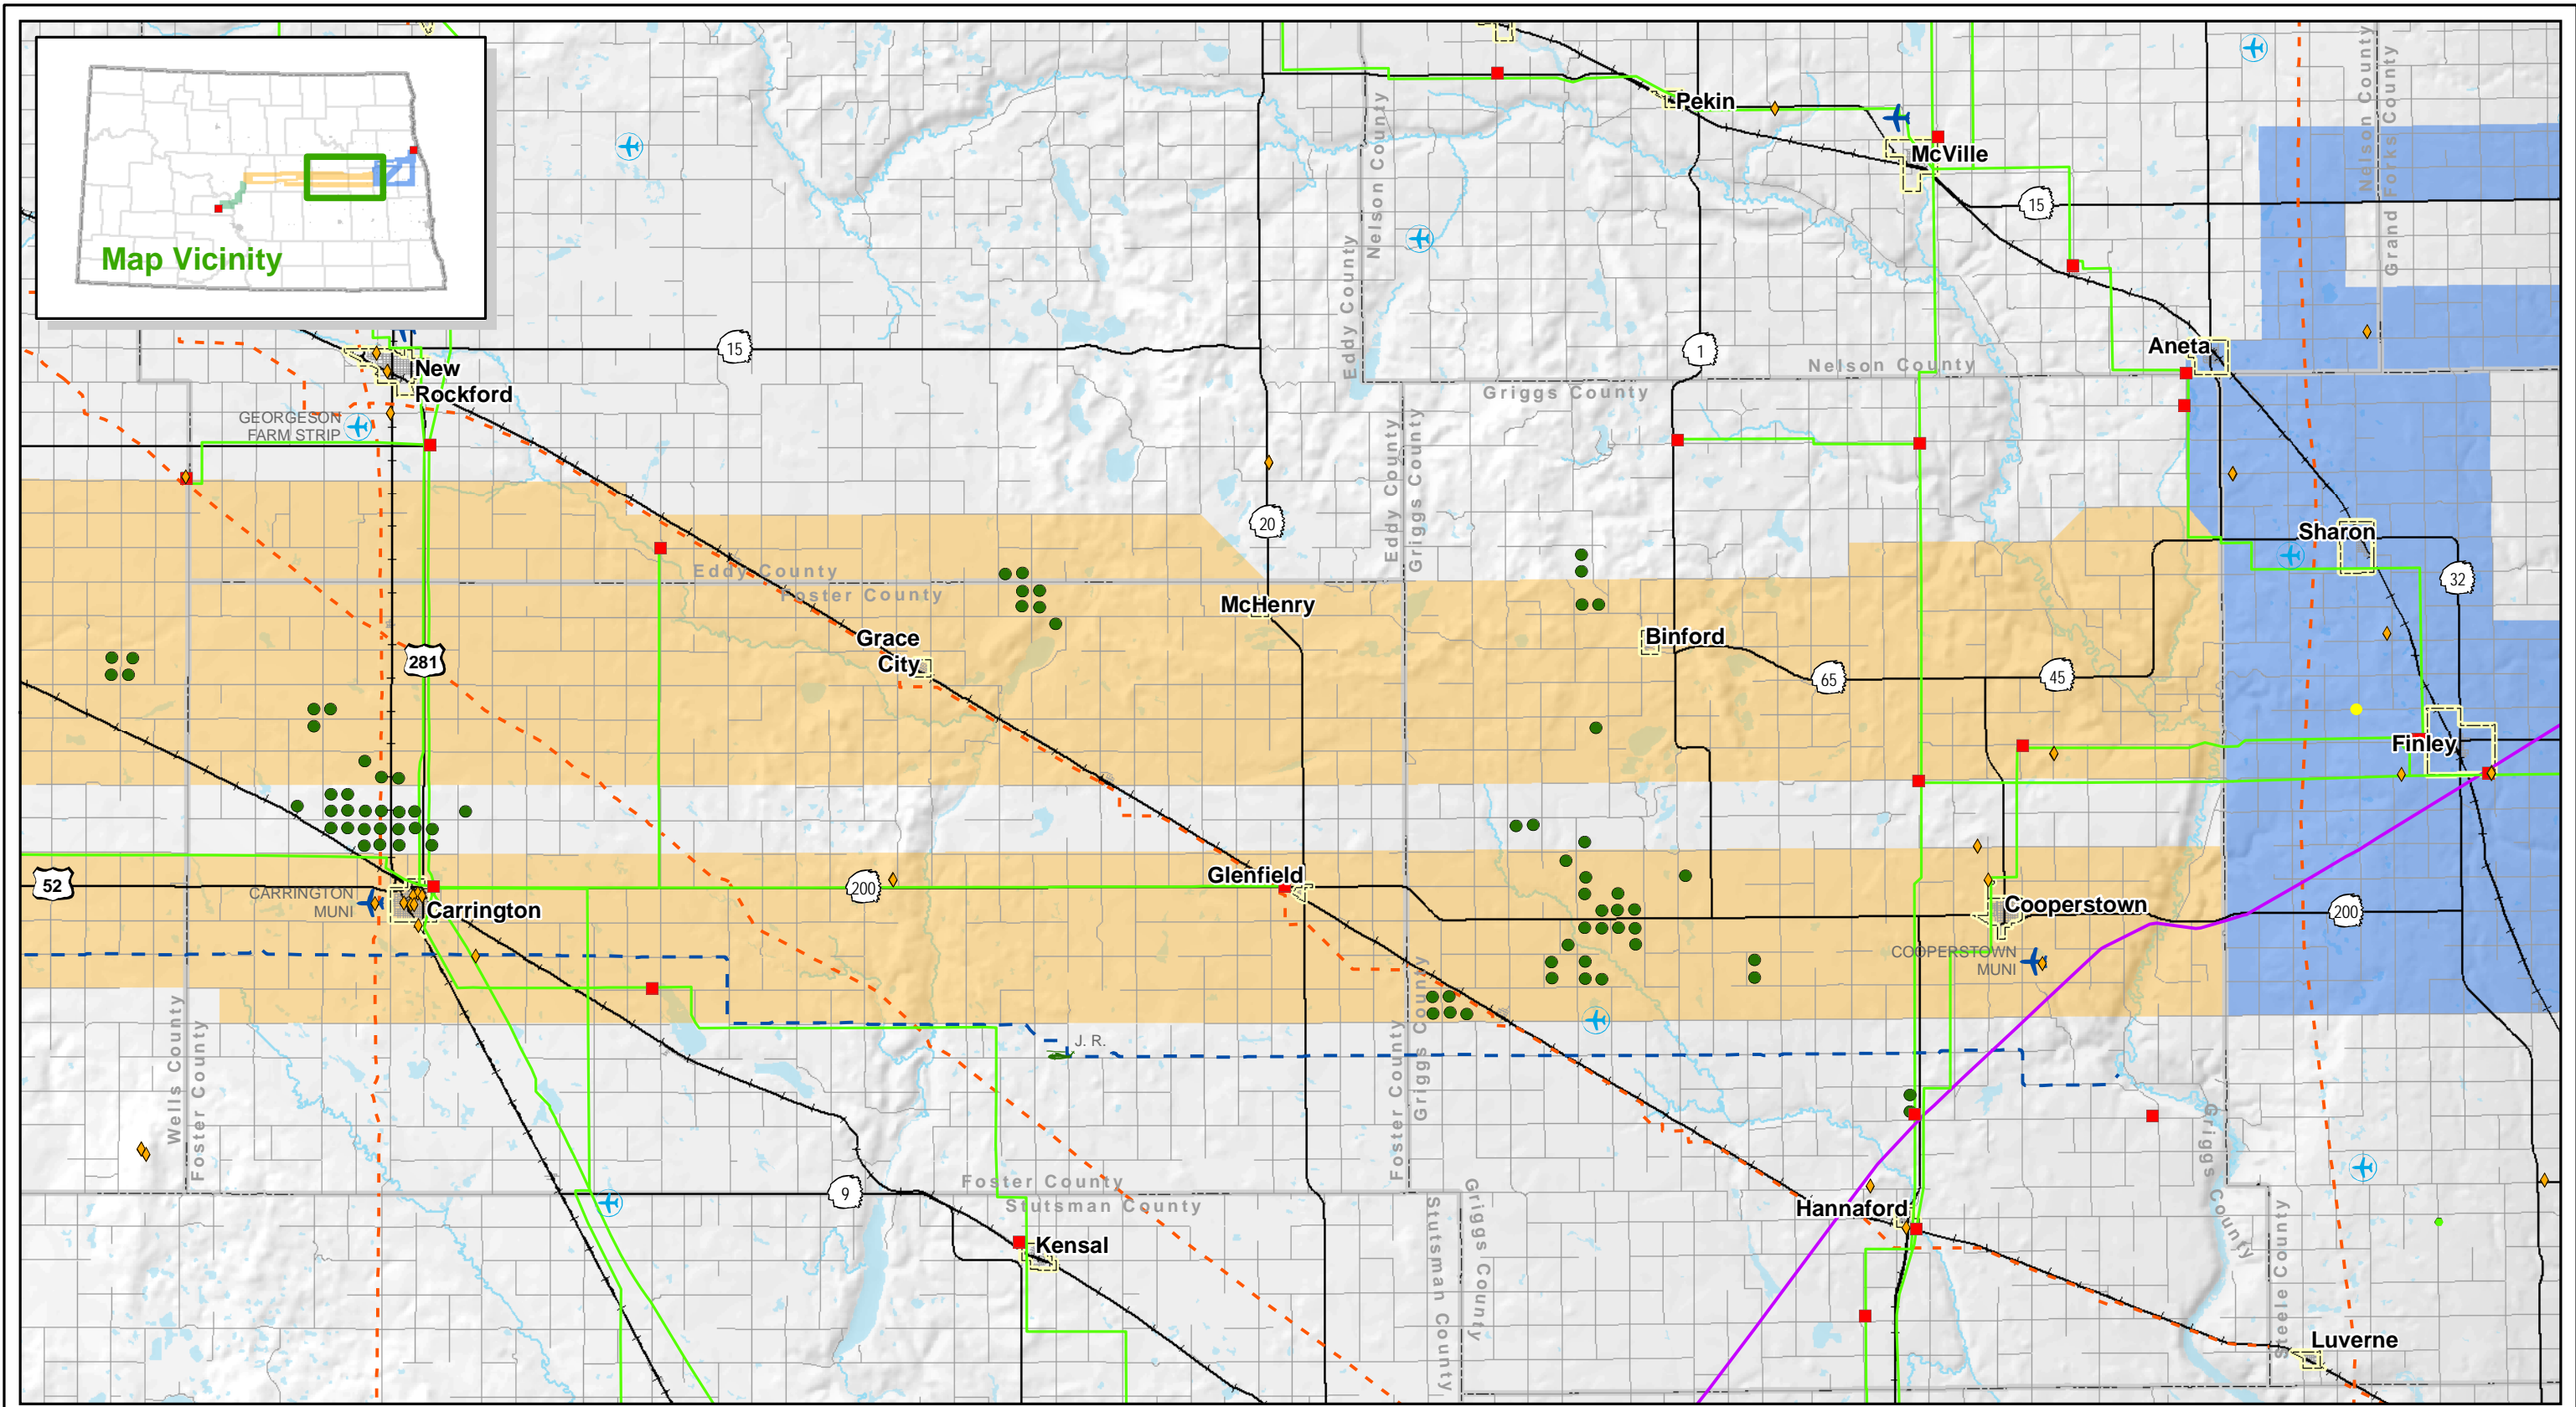 Map Vicinity
Pekin
McVille
15
Nelson County
Grand Forks County
Nelson County
Eddy County
15
1
Aneta
New
Rockford
Nelson County
Griggs County
GEORGESON
FARM STRIP
Eddy County
Griggs County
20
Sharon
32
Eddy County
Foster County
McHenry
Grace
City
Binford
281
65
45
Finley
52
CARRINGTON
MUNI
Carrington
200
Glenfield
Cooperstown
200
COOPERSTOWN
MUNI
J. R.
Wells County
Foster County
Foster County
Griggs County
Griggs County
9
Foster County
Stutsman County
Kensal
Hannaford
Stutsman County
Griggs County
Steele County
Luverne